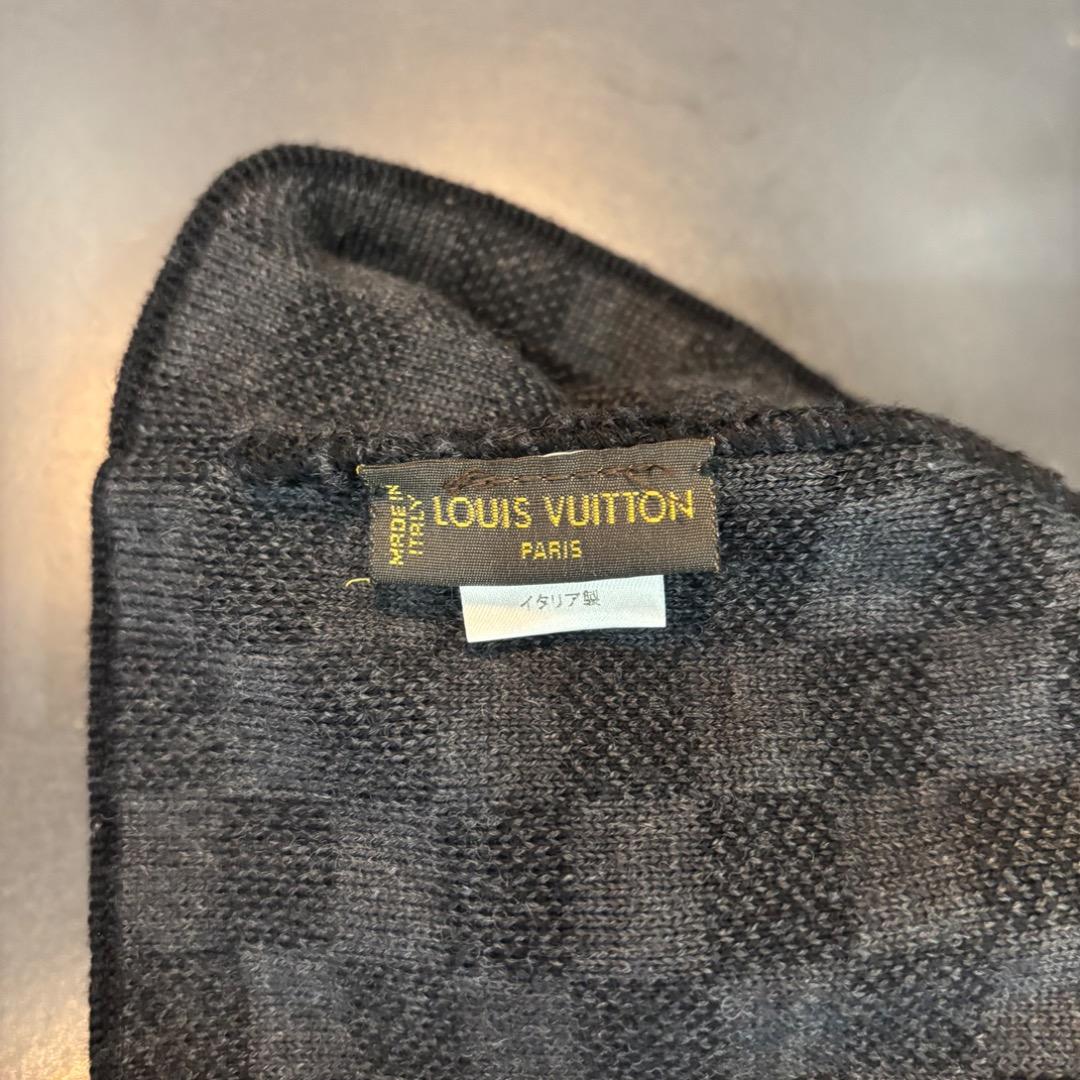 MADE IN
ITALY
LOUIS VUITTON
PARIS
イタリア製